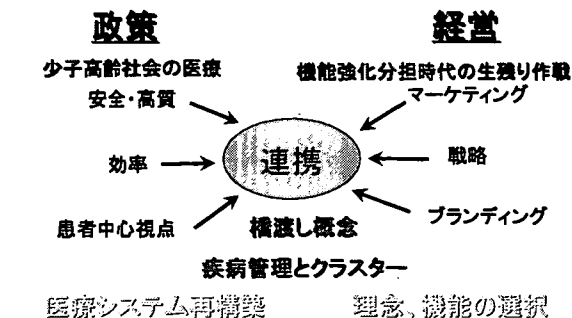 政策
経営
少子高齢社会の医療
機能強化分担時代の生残り作戦
安全・高質
マーケティング
連携
効率
戦略
患者中心視点
ブランディング
橋渡し概念
疾病管理とクラスター
医療システム再構築
理念、機能の選択